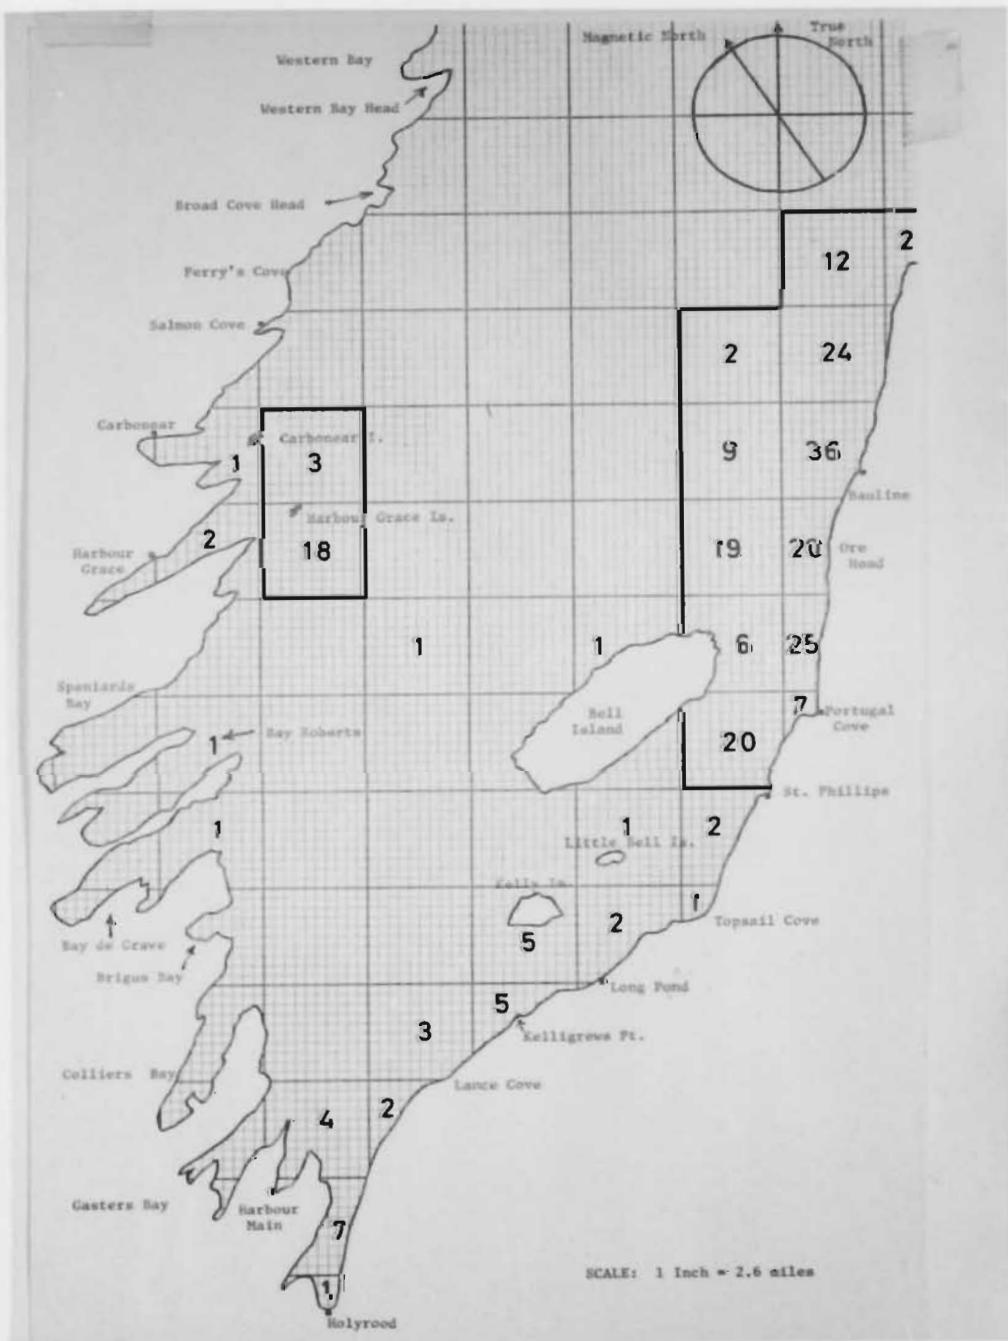 Magnetic North
True
North
Western Bay
Western Bay Head
Broad Cove Head
2
12
Perry's Cove
Salmon Cove
2
24
Carbonear
Carbonear I.
1
3
9
36
Bauline
Harbour Grace Is.
2
18
Harbour
Grace
19
Ore
Head
1
1
6
25
Spaniards
Bay
7
Portugal
Cove
Bell
Island
1
Bay Roberts
20
St. Phillips
1
1
2
Little Bell Is.
Kelly Is.
1
Topsail Cove
2
5
Bay de Grave
Brigus Bay
Long Pond
5
3
Kelligrews Pt.
Colliers Bay
Lance Cove
2
4
Gasters Bay
Harbour
Main
7
SCALE: 1 Inch = 2.6 miles
1
Holyrood